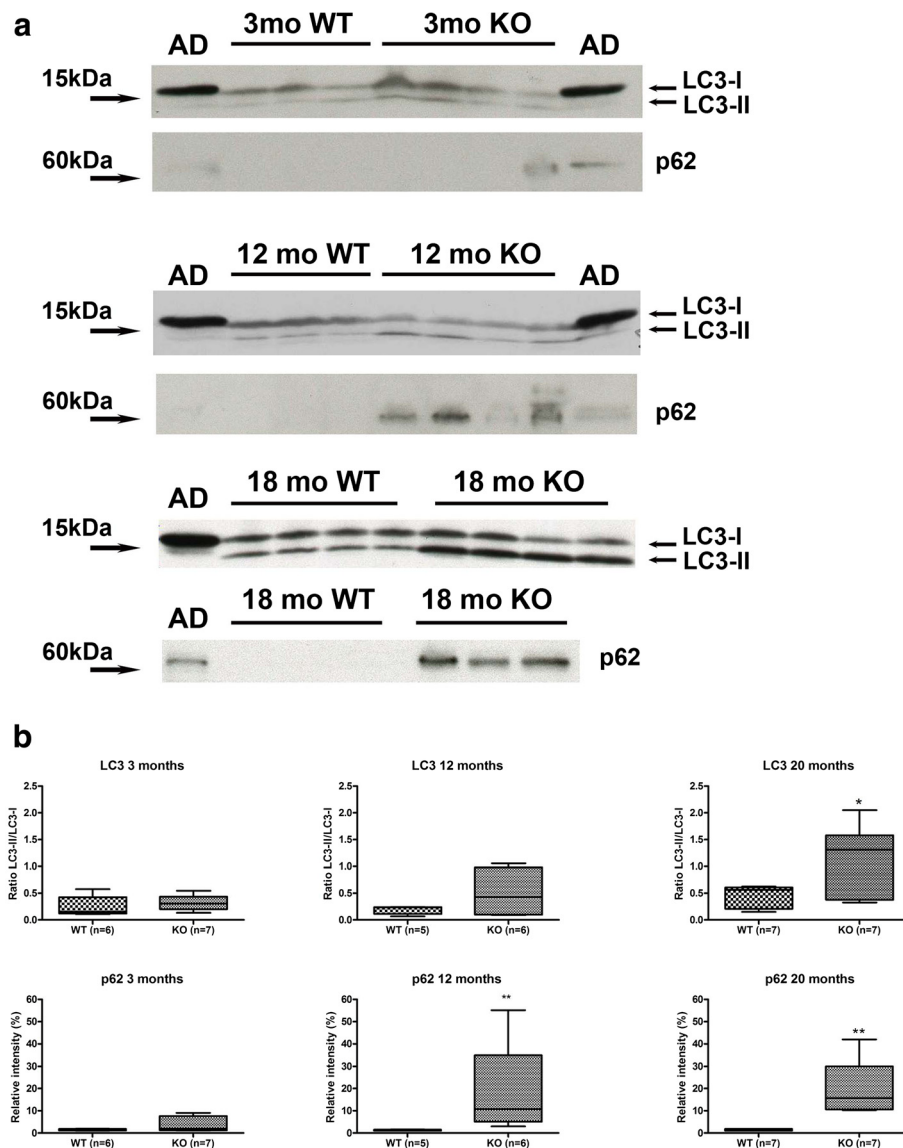 a
AD 3mo WT 3mo KO AD
15kDa LC3-I
LC3-II
60kDa p62
AD 12 mo WT 12 mo KO AD
15kDa LC3-I
LC3-II
60kDa p62
AD 18 mo WT 18 mo KO
15kDa LC3-I
LC3-II
AD 18 mo WT 18 mo KO
60kDa p62
b
LC3 3 months
Ratio LC3-II/LC3-I
2.5
2.0
1.5
1.0
0.5
0.0
WT (n=6) KO (n=7)
LC3 12 months
Ratio LC3-II/LC3-I
2.5
2.0
1.5
1.0
0.5
0.0
WT (n=5) KO (n=6)
LC3 20 months
Ratio LC3-II/LC3-I
2.5
2.0
1.5
1.0
0.5
0.0
*
WT (n=7) KO (n=7)
p62 3 months
Relative intensity (%)
60
50
40
30
20
10
0
WT (n=6) KO (n=7)
p62 12 months
Relative intensity (%)
60
50
40
30
20
10
0
**
WT (n=5) KO (n=6)
p62 20 months
Relative intensity (%)
60
50
40
30
20
10
0
**
WT (n=7) KO (n=7)